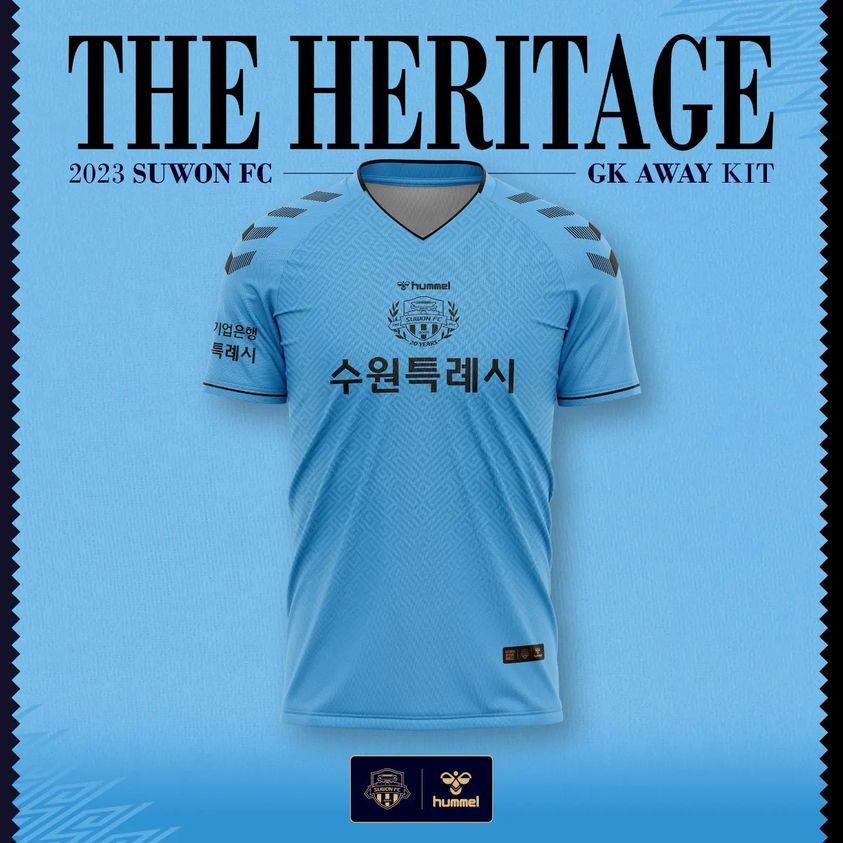 THE HERITAGE
2023 SUWON FC
GK AWAY KIT
hummel
SUWON FC
20 YEARS
수원특례시
기업은행
특례시
SUWON FC
hummel